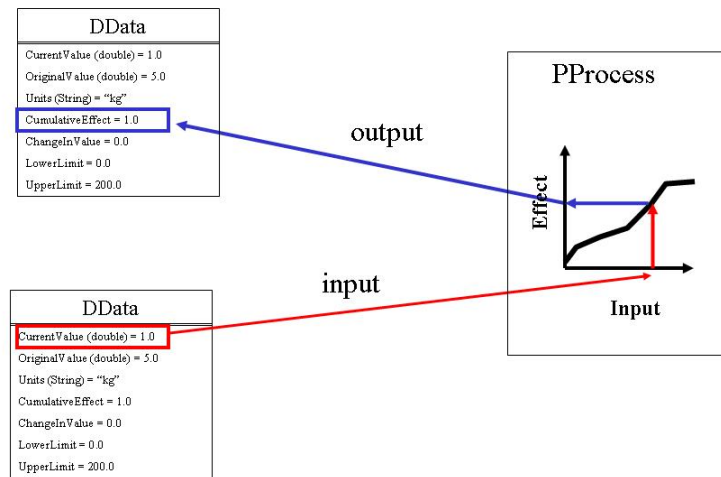 DData
CurrentValue (double) = 1.0
OriginalValue (double) = 5.0
Units (String) = “kg”
CumulativeEffect = 1.0
ChangeInValue = 0.0
LowerLimit = 0.0
UpperLimit = 200.0
output
PProcess
Effect
Input
input
DData
CurrentValue (double) = 1.0
OriginalValue (double) = 5.0
Units (String) = “kg”
CumulativeEffect = 1.0
ChangeInValue = 0.0
LowerLimit = 0.0
UpperLimit = 200.0